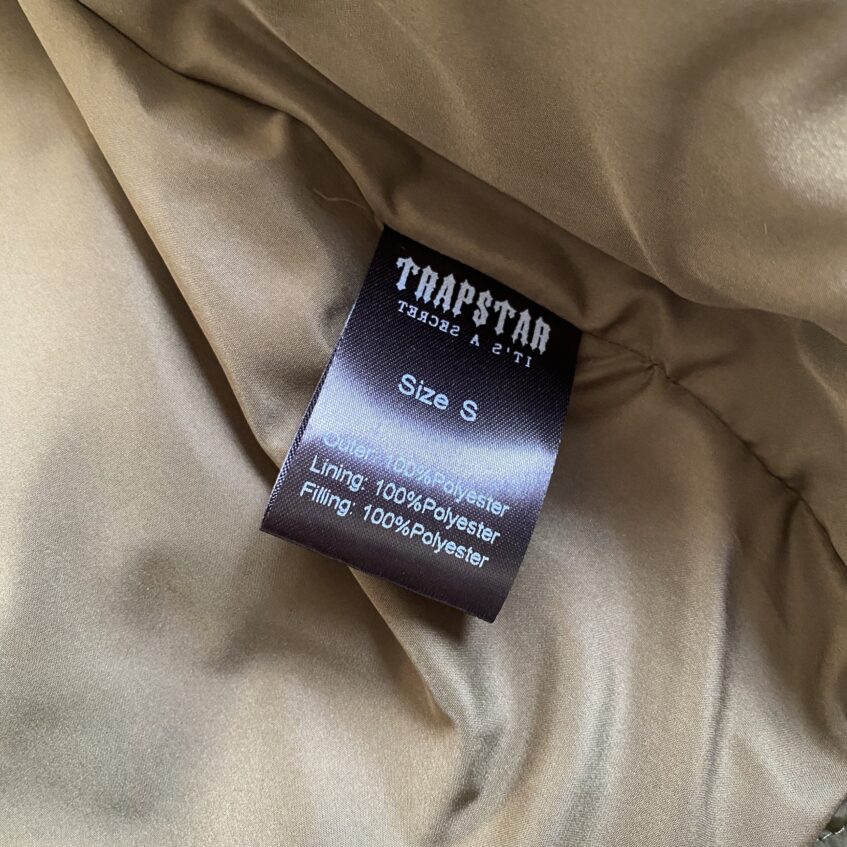 TRAPSTAR
IT'S A SECRET
Size S
Outer: 100%Polyester
Lining: 100%Polyester
Filling: 100%Polyester